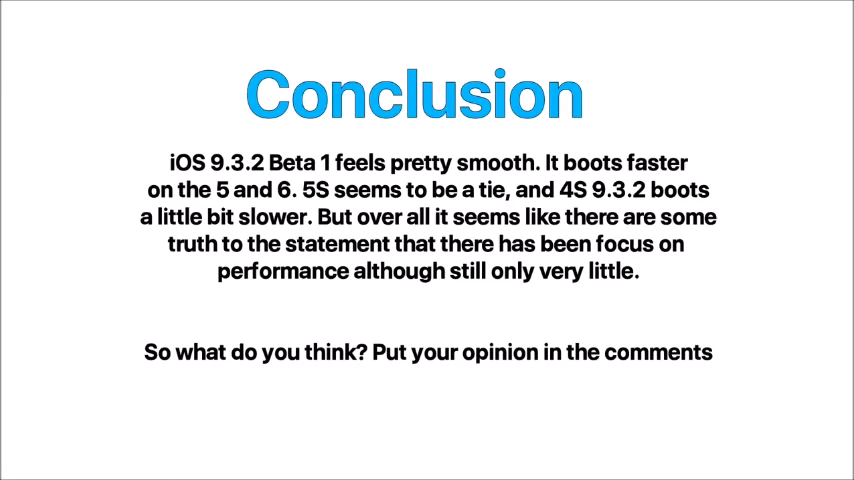 Conclusion
iOS 9.3.2 Beta 1 feels pretty smooth. It boots faster
on the 5 and 6. 5S seems to be a tie, and 4S 9.3.2 boots
a little bit slower. But over all it seems like there are some
truth to the statement that there has been focus on
performance although still only very little.
So what do you think? Put your opinion in the comments